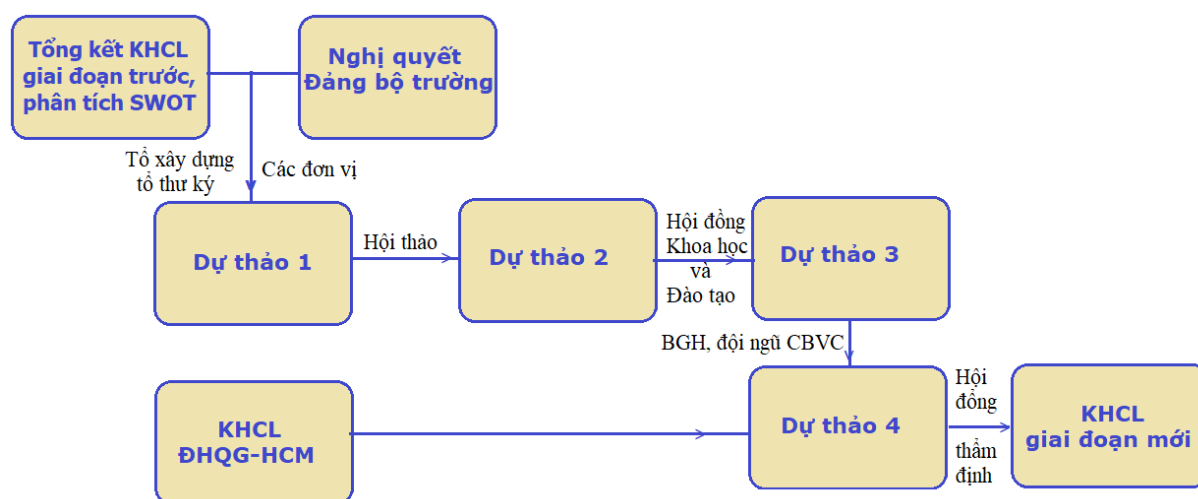 Tổng kết KHCL
giai đoạn trước,
phân tích SWOT
Nghị quyết
Đảng bộ trường
Tổ xây dựng
tổ thư ký
Các đơn vị
Dự thảo 1
Hội thảo
Dự thảo 2
Hội đồng
Khoa học
và
Đào tạo
Dự thảo 3
BGH, đội ngũ CBVC
KHCL
ĐHQG-HCM
Dự thảo 4
Hội
đồng
thẩm
định
KHCL
giai đoạn mới